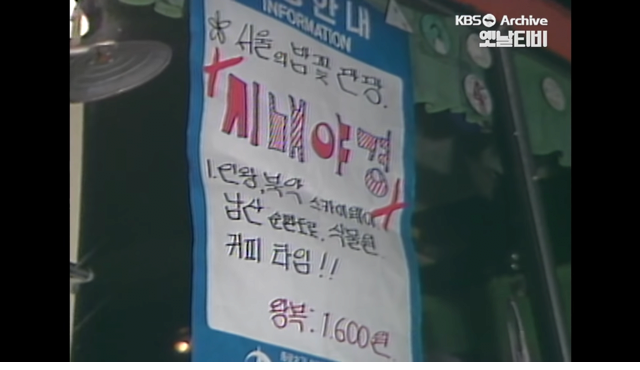 KBS Archive
옛날티비
안내
INFORMATION
※ 서울의 밤 꽃 관광.
시내야경
1. 인왕, 북악 스카이웨이
남산 순환도로, 식물원
커피 타임!!
왕복: 1,600원.